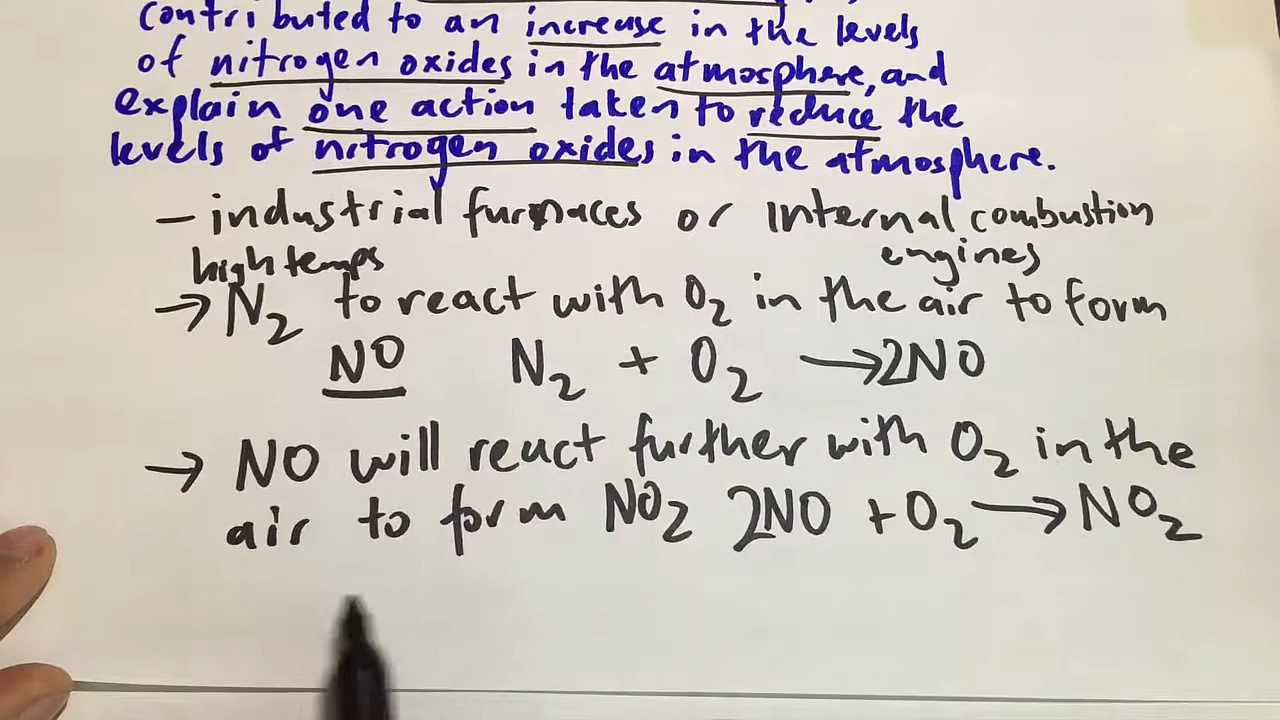 contributed to an increase in the levels
of nitrogen oxides in the atmosphere, and
explain one action taken to reduce the
levels of nitrogen oxides in the atmosphere.
– industrial furnaces or internal combustion
high temps engines
→ N₂ to react with O₂ in the air to form
NO N₂ + O₂ → 2NO
→ NO will react further with O₂ in the
air to form NO₂ 2NO + O₂ → NO₂